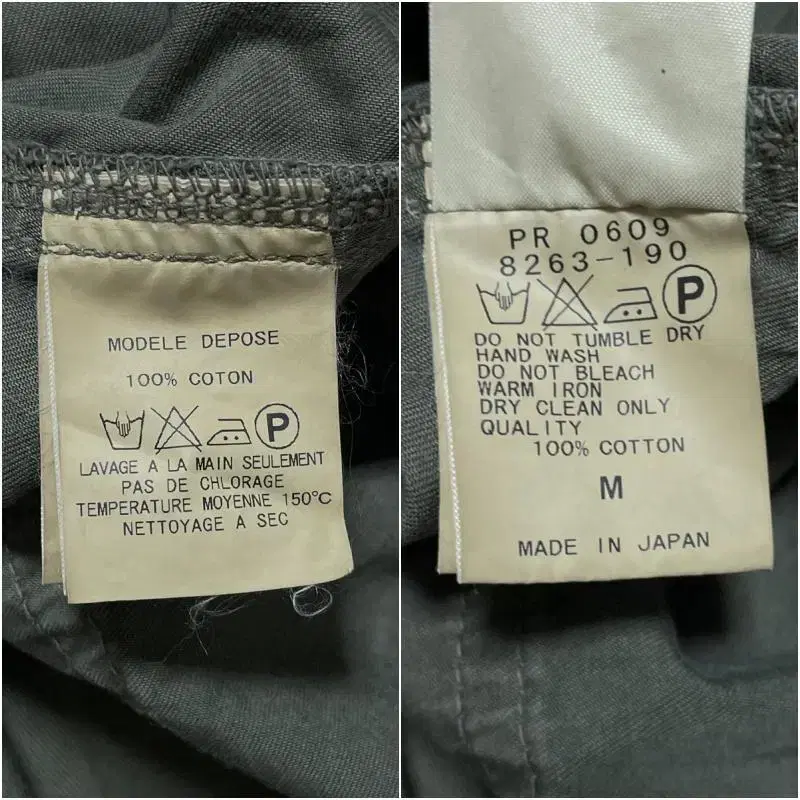 MODELE DEPOSE
100% COTON
P
LAVAGE A LA MAIN SEULEMENT
PAS DE CHLORAGE
TEMPERATURE MOYENNE 150°C
NETTOYAGE A SEC
PR 0609
8263-190
P
DO NOT TUMBLE DRY
HAND WASH
DO NOT BLEACH
WARM IRON
DRY CLEAN ONLY
QUALITY
100% COTTON
M
MADE IN JAPAN